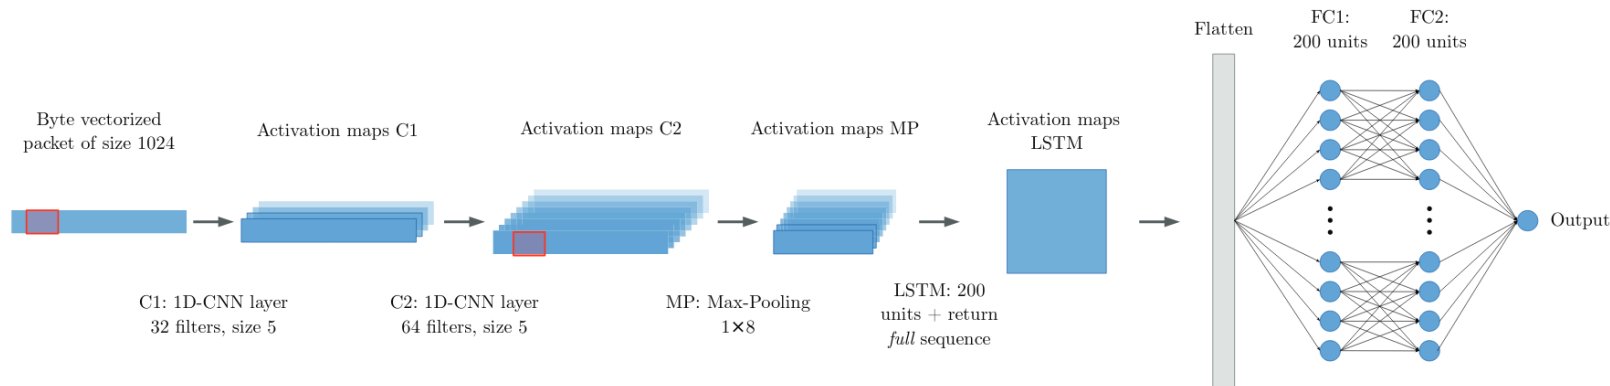 Byte vectorized
packet of size 1024
Activation maps C1
Activation maps C2
Activation maps MP
Activation maps
LSTM
Flatten
FC1:
200 units
FC2:
200 units
Output
C1: 1D-CNN layer
32 filters, size 5
C2: 1D-CNN layer
64 filters, size 5
MP: Max-Pooling
1×8
LSTM: 200
units + return
full sequence